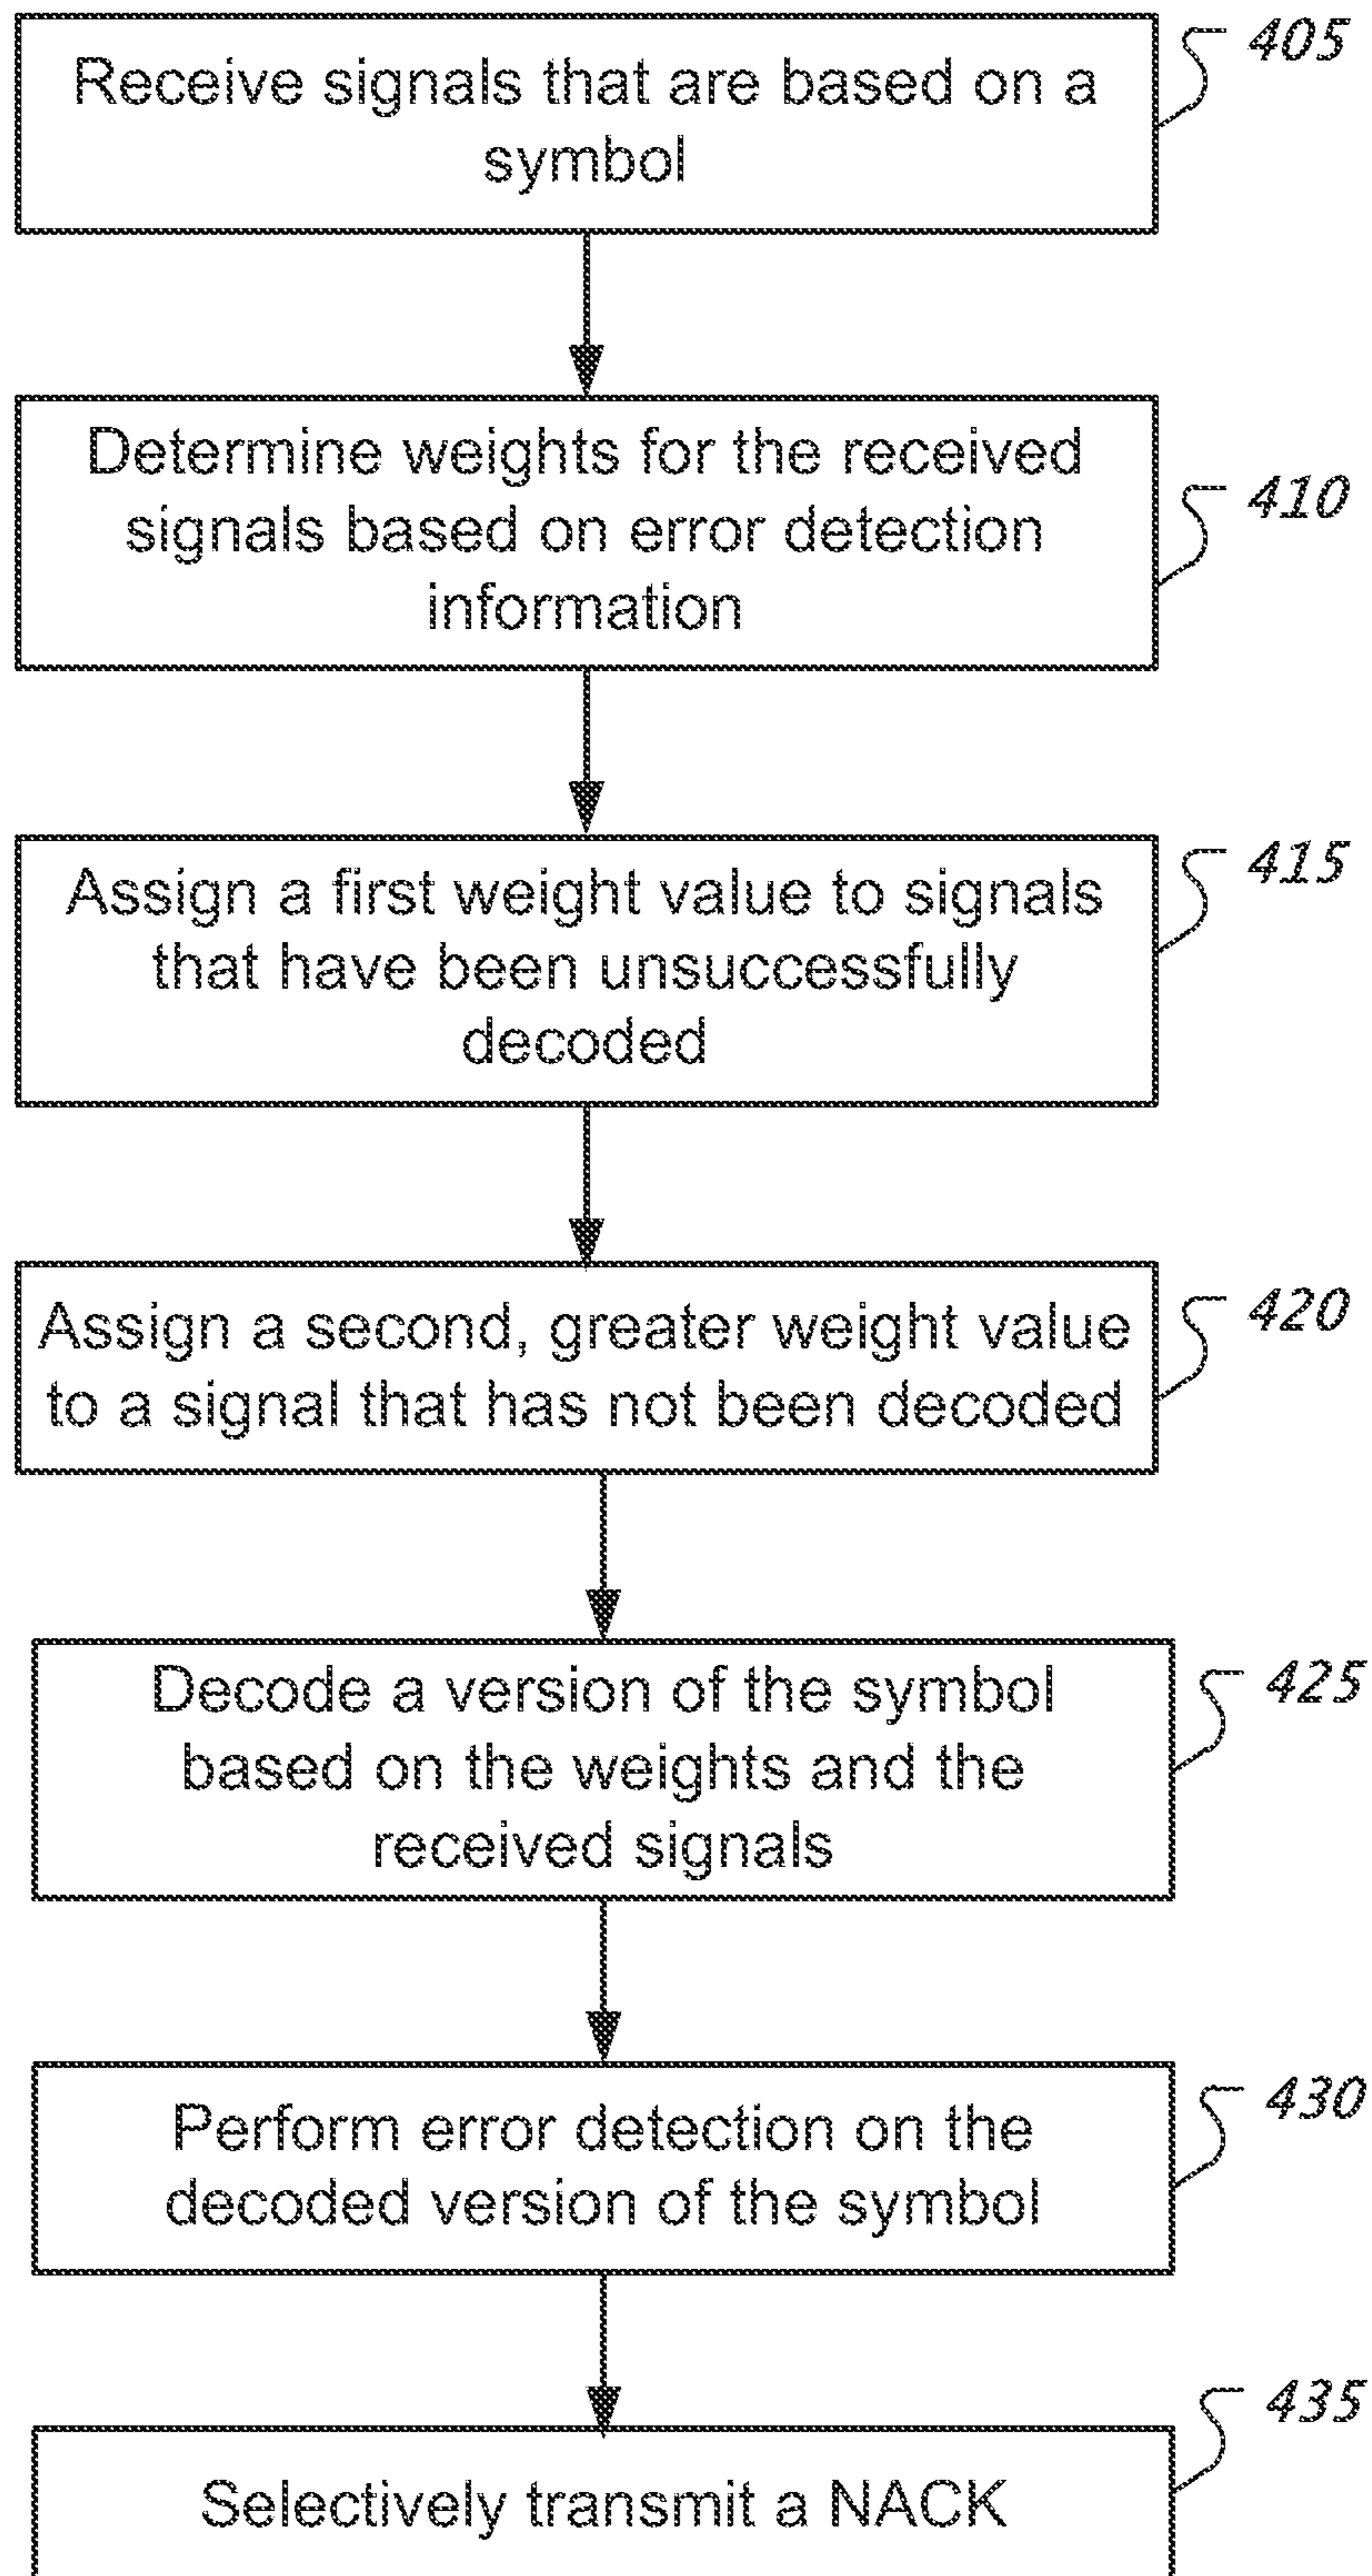 Receive signals that are based on a
symbol
405
Determine weights for the received
signals based on error detection
information
410
Assign a first weight value to signals
that have been unsuccessfully
decoded
415
Assign a second, greater weight value
to a signal that has not been decoded
420
Decode a version of the symbol
based on the weights and the
received signals
425
Perform error detection on the
decoded version of the symbol
430
Selectively transmit a NACK
435